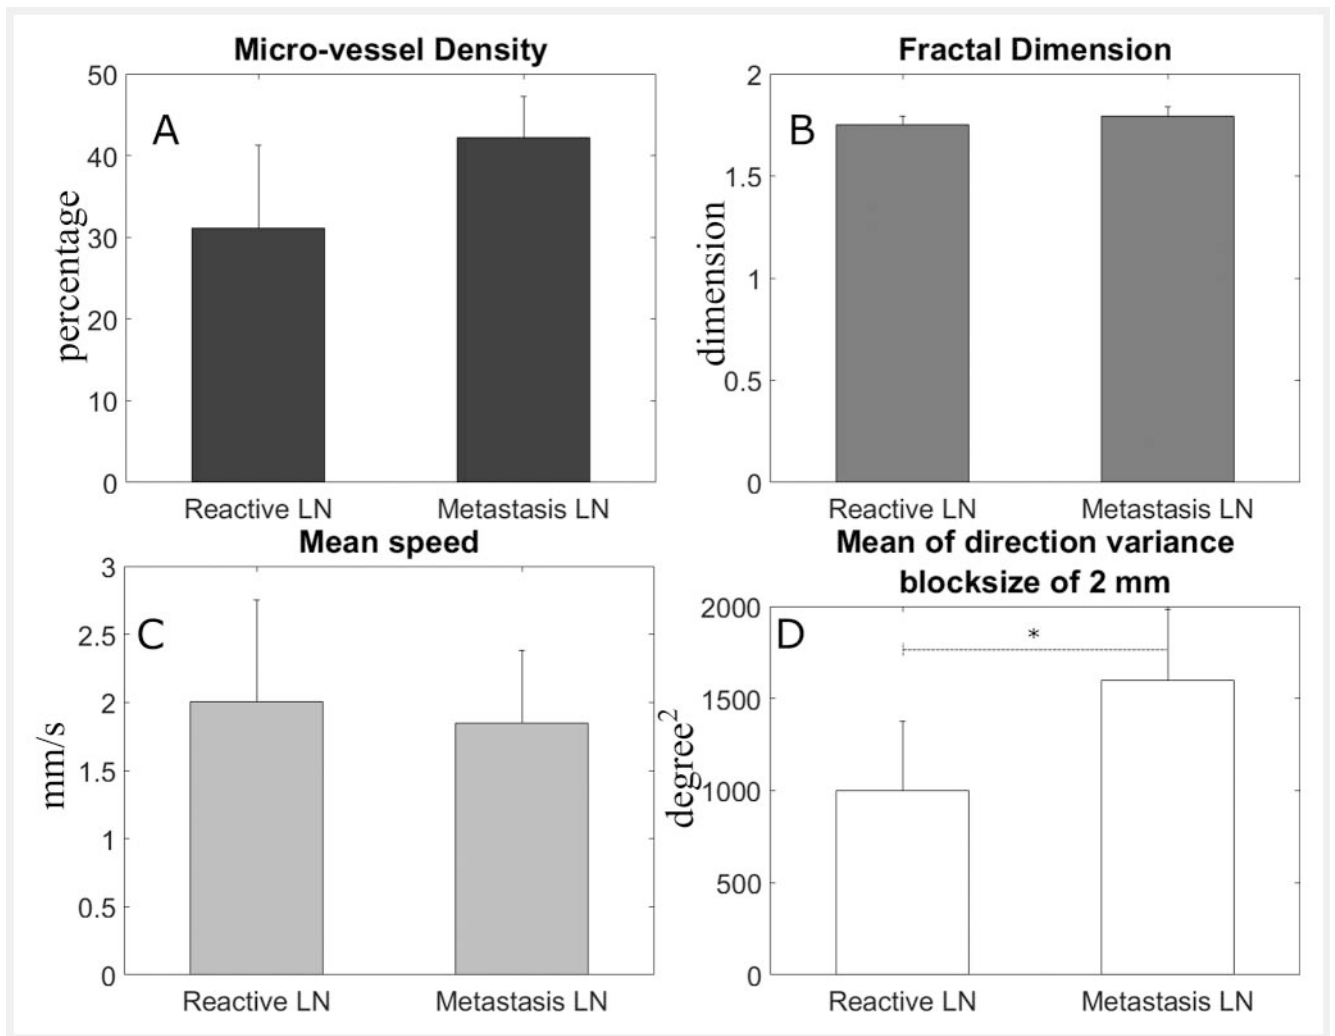 Micro-vessel Density
A
percentage
50
40
30
20
10
0
Reactive LN
Metastasis LN
Fractal Dimension
B
dimension
2
1.5
1
0.5
0
Reactive LN
Metastasis LN
Mean speed
C
mm/s
3
2.5
2
1.5
1
0.5
0
Reactive LN
Metastasis LN
Mean of direction variance
blocksize of 2 mm
D
*
degree²
2000
1500
1000
500
0
Reactive LN
Metastasis LN